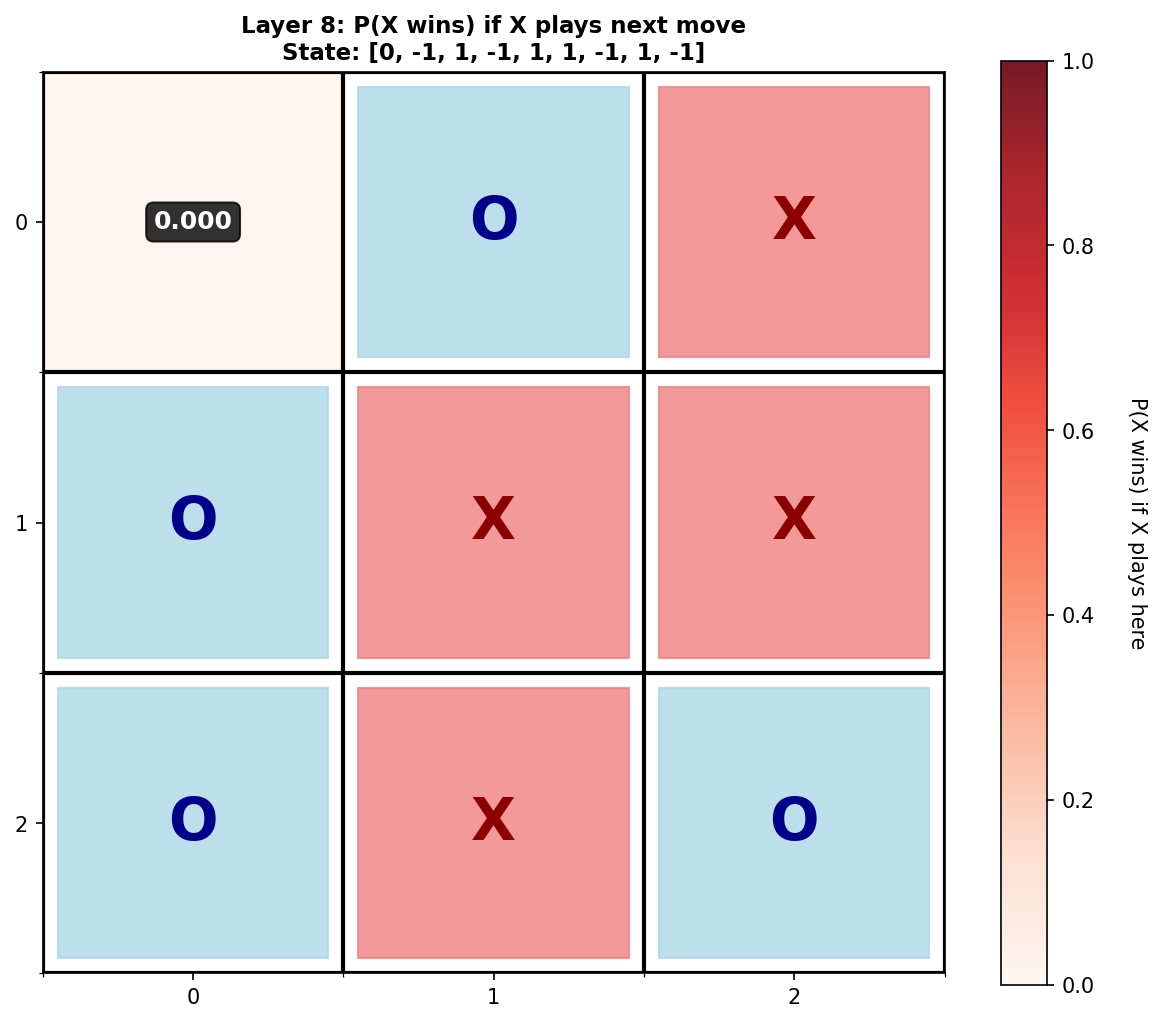 Layer 8: P(X wins) if X plays next move
State: [0, -1, 1, -1, 1, 1, -1, 1, -1]
0.000
O
X
O
X
X
O
X
O
0
1
2
0
1
2
1.0
0.8
0.6
0.4
0.2
0.0
P(X wins) if X plays here